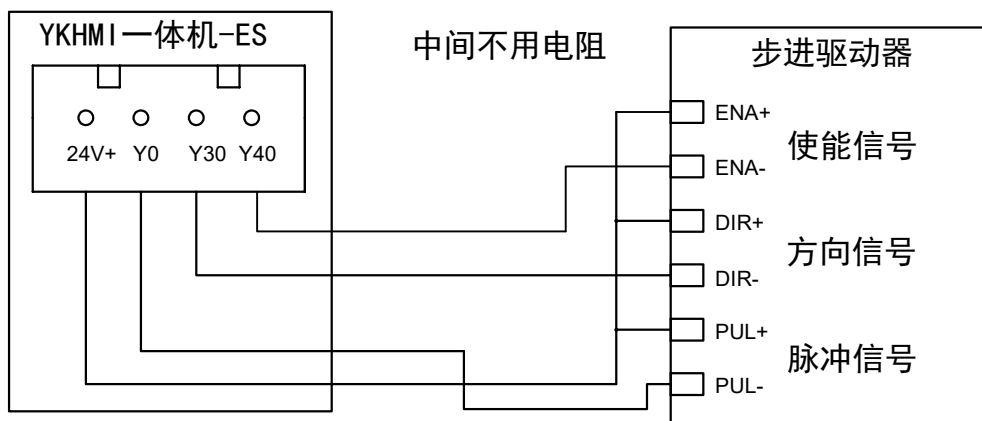 YKHMI一体机-ES
24V+ Y0 Y30 Y40
中间不用电阻
步进驱动器
ENA+
使能信号
ENA-
DIR+
方向信号
DIR-
PUL+
脉冲信号
PUL-